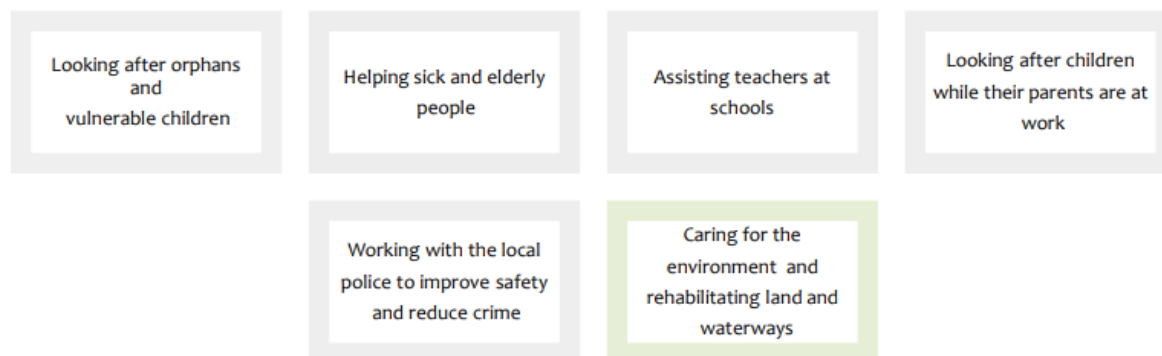 Looking after orphans
and
vulnerable children
Helping sick and elderly
people
Assisting teachers at
schools
Looking after children
while their parents are at
work
Working with the local
police to improve safety
and reduce crime
Caring for the
environment and
rehabilitating land and
waterways